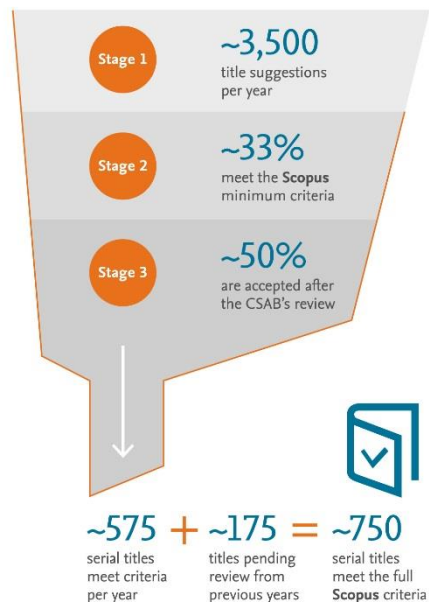 Stage 1
~3,500
title suggestions
per year
Stage 2
~33%
meet the Scopus
minimum criteria
Stage 3
~50%
are accepted after
the CSAB's review
~575 + ~175 = ~750
serial titles
meet criteria
per year
titles pending
review from
previous years
serial titles
meet the full
Scopus criteria